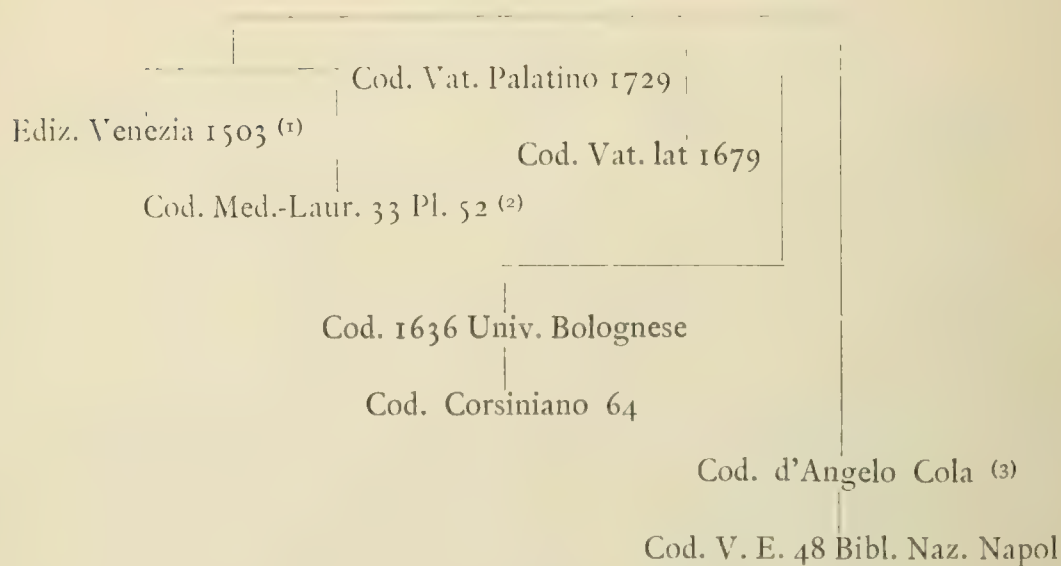 Cod. Vat. Palatino 1729
Ediz. Venezia 1503 (1)
Cod. Vat. lat 1679
Cod. Med.-Laur. 33 Pl. 52 (2)
Cod. 1636 Univ. Bolognese
Cod. Corsiniano 64
Cod. d'Angelo Cola (3)
Cod. V. E. 48 Bibl. Naz. Napol